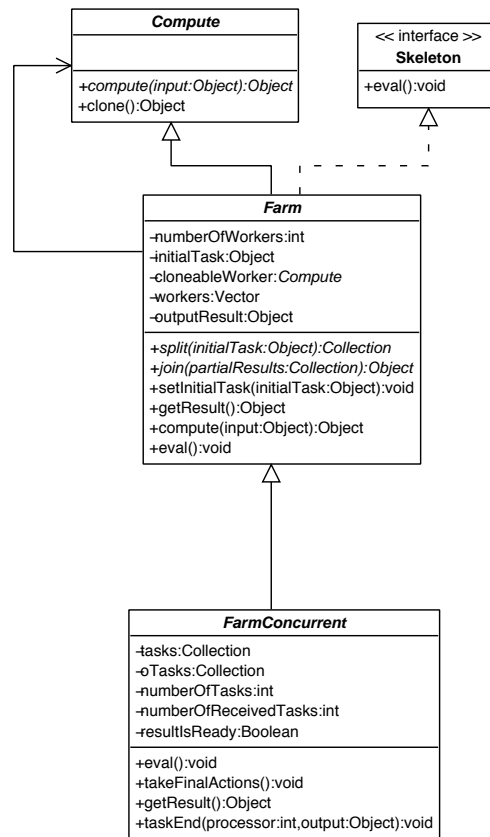 Compute
+compute(input:Object):Object
+clone():Object
<< interface >>
Skeleton
+eval():void
Farm
-numberOfWorkers:int
-initialTask:Object
-cloneableWorker:Compute
-workers:Vector
-outputResult:Object
+split(initialTask:Object):Collection
+join(partialResults:Collection):Object
+setInitialTask(initialTask:Object):void
+getResult():Object
+compute(input:Object):Object
+eval():void
FarmConcurrent
-tasks:Collection
-oTasks:Collection
-numberOfTasks:int
-numberOfReceivedTasks:int
-resultIsReady:Boolean
+eval():void
+takeFinalActions():void
+getResult():Object
+taskEnd(processor:int,output:Object):void